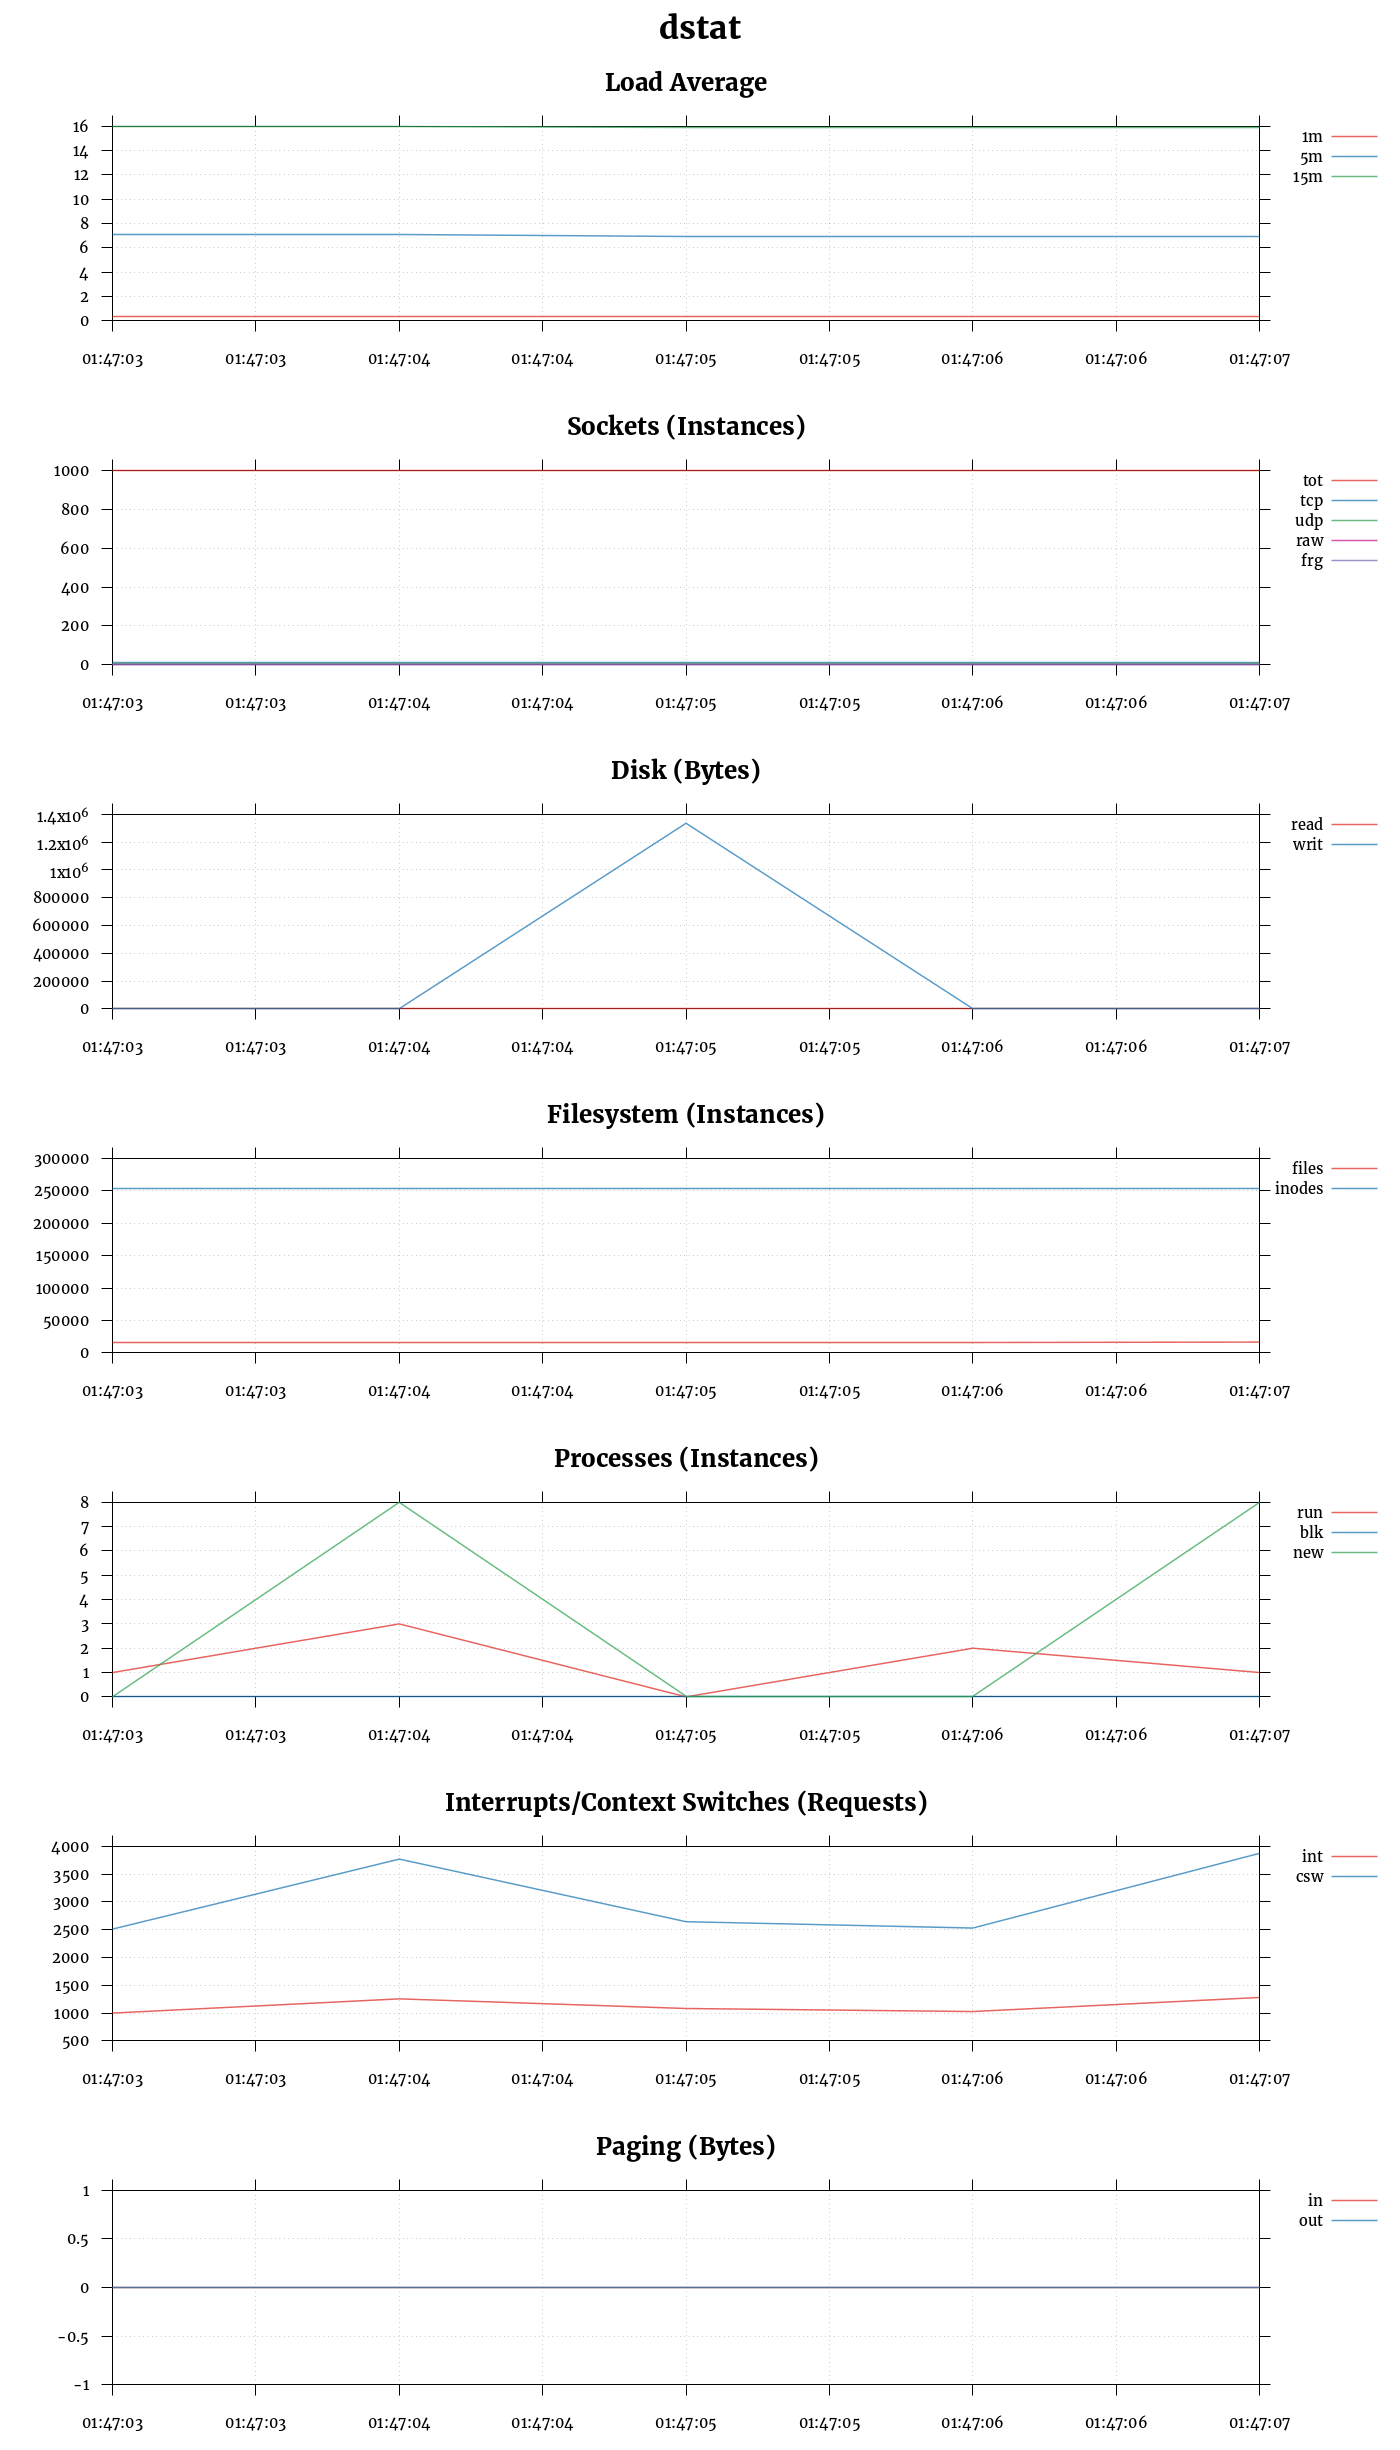 dstat
Load Average
16
14
12
10
8
6
4
2
0
1m
5m
15m
01:47:03 01:47:03 01:47:04 01:47:04 01:47:05 01:47:05 01:47:06 01:47:06 01:47:07
Sockets (Instances)
1000
800
600
400
200
0
tot
tcp
udp
raw
frg
01:47:03 01:47:03 01:47:04 01:47:04 01:47:05 01:47:05 01:47:06 01:47:06 01:47:07
Disk (Bytes)
1.4x10⁶
1.2x10⁶
1x10⁶
800000
600000
400000
200000
0
read
writ
01:47:03 01:47:03 01:47:04 01:47:04 01:47:05 01:47:05 01:47:06 01:47:06 01:47:07
Filesystem (Instances)
300000
250000
200000
150000
100000
50000
0
files
inodes
01:47:03 01:47:03 01:47:04 01:47:04 01:47:05 01:47:05 01:47:06 01:47:06 01:47:07
Processes (Instances)
8
7
6
5
4
3
2
1
0
run
blk
new
01:47:03 01:47:03 01:47:04 01:47:04 01:47:05 01:47:05 01:47:06 01:47:06 01:47:07
Interrupts/Context Switches (Requests)
4000
3500
3000
2500
2000
1500
1000
500
int
csw
01:47:03 01:47:03 01:47:04 01:47:04 01:47:05 01:47:05 01:47:06 01:47:06 01:47:07
Paging (Bytes)
1
0.5
0
-0.5
-1
in
out
01:47:03 01:47:03 01:47:04 01:47:04 01:47:05 01:47:05 01:47:06 01:47:06 01:47:07